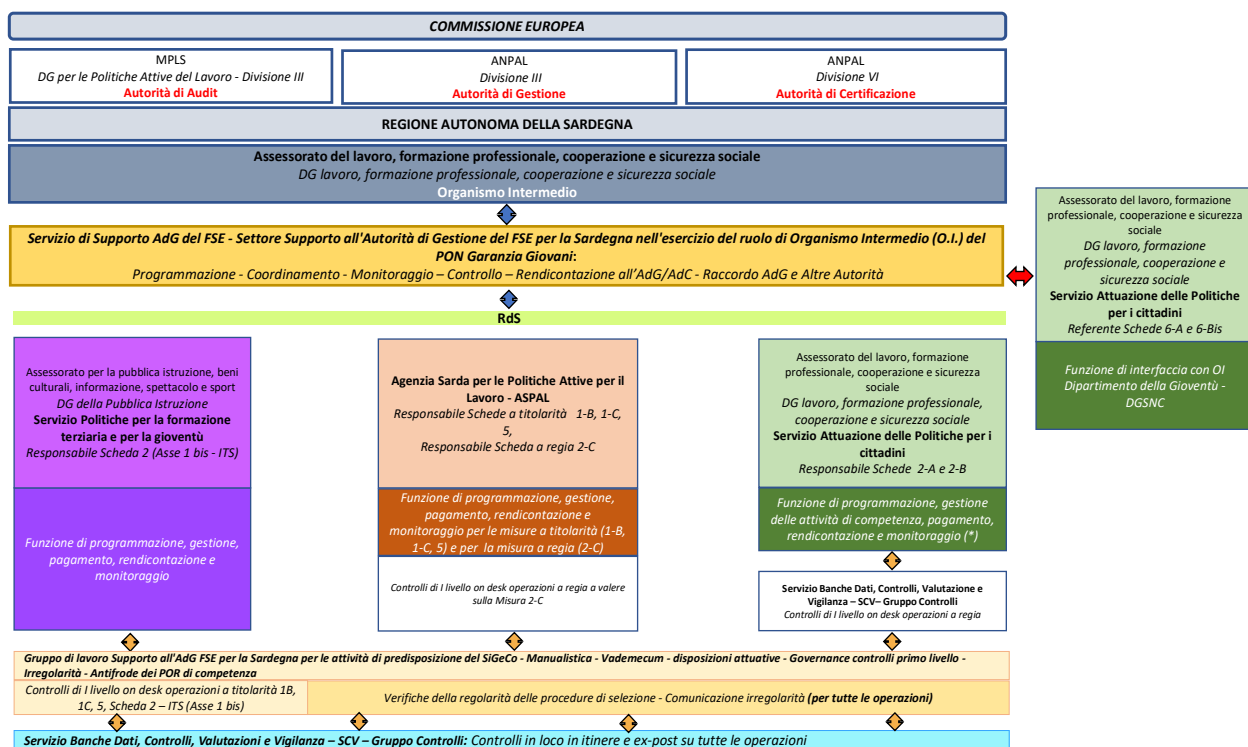 COMMISSIONE EUROPEA
MPLS
DG per le Politiche Attive del Lavoro - Divisione III
Autorità di Audit
ANPAL
Divisione III
Autorità di Gestione
ANPAL
Divisione VI
Autorità di Certificazione
REGIONE AUTONOMA DELLA SARDEGNA
Assessorato del lavoro, formazione professionale, cooperazione e sicurezza sociale
DG lavoro, formazione professionale, cooperazione e sicurezza sociale
Organismo Intermedio
Servizio di Supporto AdG del FSE - Settore Supporto all'Autorità di Gestione del FSE per la Sardegna nell'esercizio del ruolo di Organismo Intermedio (O.I.) del
PON Garanzia Giovani:
Programmazione - Coordinamento - Monitoraggio – Controllo – Rendicontazione all'AdG/AdC - Raccordo AdG e Altre Autorità
Assessorato del lavoro, formazione
professionale, cooperazione e sicurezza
sociale
DG lavoro, formazione
professionale, cooperazione e
sicurezza sociale
Servizio Attuazione delle Politiche
per i cittadini
Referente Schede 6-A e 6-Bis
Funzione di interfaccia con OI
Dipartimento della Gioventù -
DGSNC
RdS
Assessorato per la pubblica istruzione, beni
culturali, informazione, spettacolo e sport
DG della Pubblica Istruzione
Servizio Politiche per la formazione
terziaria e per la gioventù
Responsabile Scheda 2 (Asse 1 bis - ITS)
Funzione di programmazione, gestione,
pagamento, rendicontazione e
monitoraggio
Agenzia Sarda per le Politiche Attive per il
Lavoro - ASPAL
Responsabile Schede a titolarità 1-B, 1-C,
5,
Responsabile Scheda a regia 2-C
Funzione di programmazione, gestione,
pagamento, rendicontazione e
monitoraggio per le misure a titolarità (1-B,
1-C, 5) e per la misura a regia (2-C)
Controlli di I livello on desk operazioni a regia a valere
sulla Misura 2-C
Assessorato del lavoro, formazione
professionale, cooperazione e sicurezza
sociale
DG lavoro, formazione professionale,
cooperazione e sicurezza sociale
Servizio Attuazione delle Politiche per i
cittadini
Responsabile Schede 2-A e 2-B
Funzione di programmazione, gestione
delle attività di competenza, pagamento,
rendicontazione e monitoraggio (*)
Servizio Banche Dati, Controlli, Valutazione e
Vigilanza – SCV– Gruppo Controlli
Controlli di I livello on desk operazioni a regia
Gruppo di lavoro Supporto all'AdG FSE per la Sardegna per le attività di predisposizione del SiGeCo - Manualistica - Vademecum - disposizioni attuative - Governance controlli primo livello -
Irregolarità - Antifrode dei POR di competenza
Controlli di I livello on desk operazioni a titolarità 1B,
1C, 5, Scheda 2 – ITS (Asse 1 bis)
Verifiche della regolarità delle procedure di selezione - Comunicazione irregolarità (per tutte le operazioni)
Servizio Banche Dati, Controlli, Valutazioni e Vigilanza – SCV – Gruppo Controlli: Controlli in loco in itinere e ex-post su tutte le operazioni